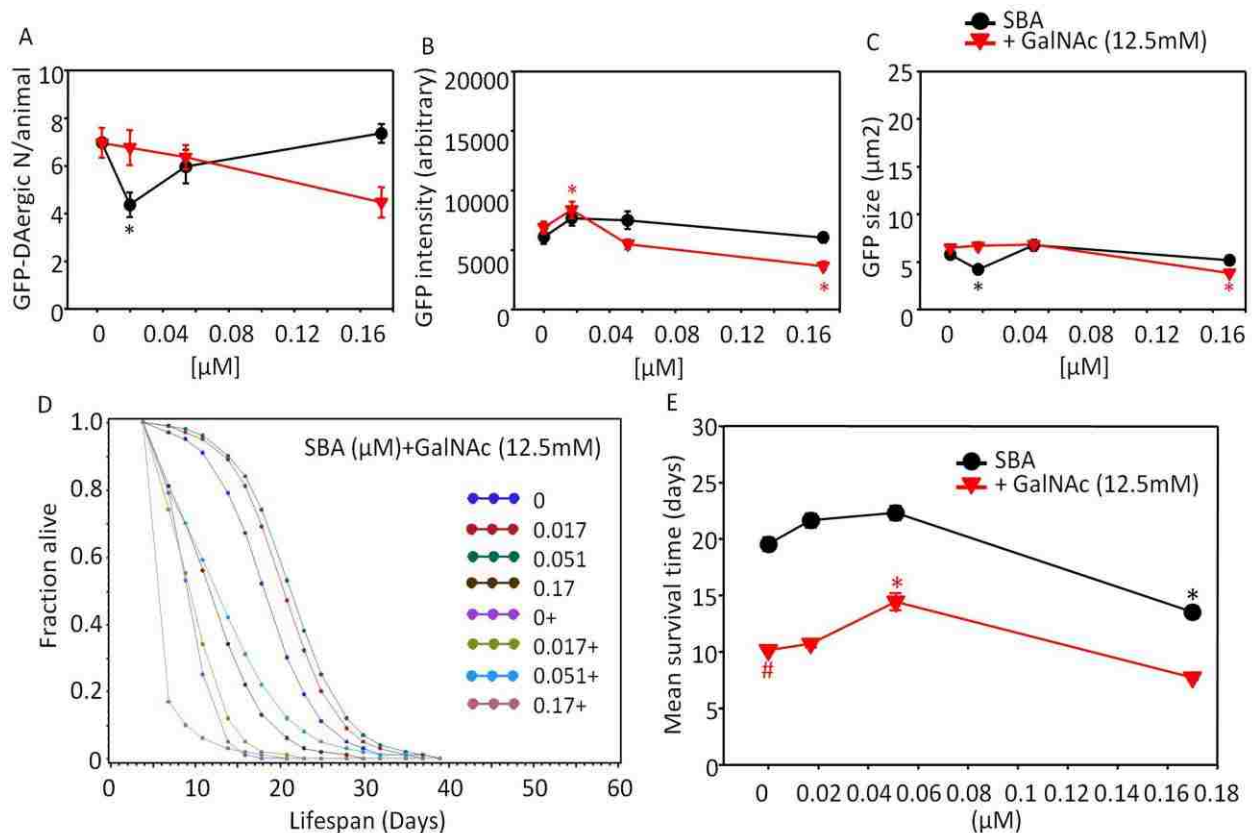 A
GFP-DAergic N/animal
10
8
6
4
2
0
0 0.04 0.08 0.12 0.16
[µM]
*
B
GFP intensity (arbitrary)
20000
15000
10000
5000
0
0 0.04 0.08 0.12 0.16
[µM]
*
*
SBA
+ GalNAc (12.5mM)
C
GFP size (µm2)
25
20
15
10
5
0
0 0.04 0.08 0.12 0.16
[µM]
*
*
D
Fraction alive
1.0
0.8
0.6
0.4
0.2
0
0 10 20 30 40 50 60
Lifespan (Days)
SBA (µM)+GalNAc (12.5mM)
0
0.017
0.051
0.17
0+
0.017+
0.051+
0.17+
E
Mean survival time (days)
30
25
20
15
10
5
0
0 0.02 0.04 0.06 0.08 0.1 0.12 0.14 0.16 0.18
(µM)
SBA
+ GalNAc (12.5mM)
*
*
#